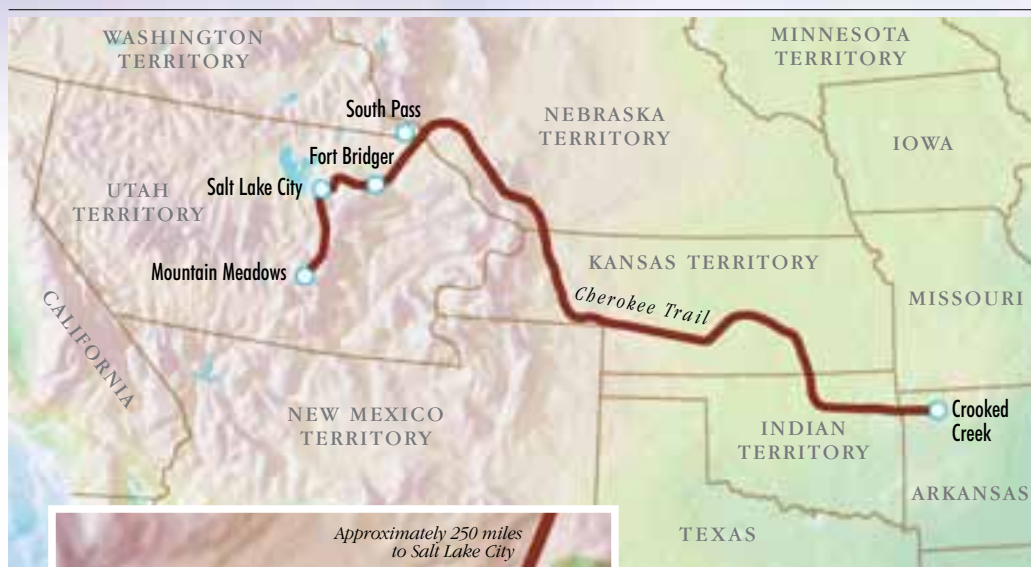 WASHINGTON
TERRITORY
MINNESOTA
TERRITORY
South Pass
NEBRASKA
TERRITORY
IOWA
Fort Bridger
UTAH
TERRITORY
Salt Lake City
Mountain Meadows
KANSAS TERRITORY
Cherokee Trail
MISSOURI
CALIFORNIA
NEW MEXICO
TERRITORY
INDIAN
TERRITORY
Crooked
Creek
ARKANSAS
TEXAS
Approximately 250 miles
to Salt Lake City